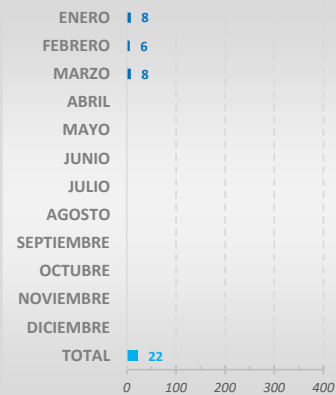 ENERO 8
FEBRERO 6
MARZO 8
ABRIL
MAYO
JUNIO
JULIO
AGOSTO
SEPTIEMBRE
OCTUBRE
NOVIEMBRE
DICIEMBRE
TOTAL 22
0 100 200 300 400